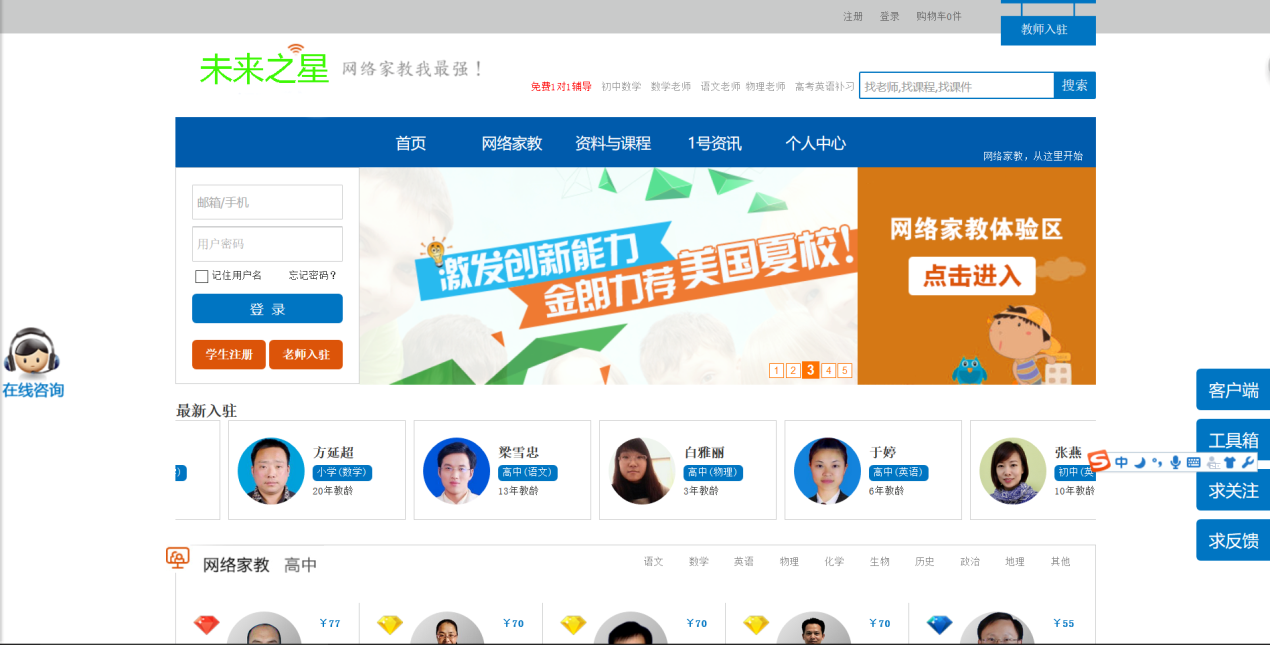 注册 登录 购物车0件
教师入驻
未来之星 网络家教我最强！
免费1对1辅导 初中数学 数学老师 语文老师 物理老师 高考英语补习 找老师,找课程,找课件 搜索
首页 网络家教 资料与课程 1号资讯 个人中心
网络家教，从这里开始
邮箱/手机
用户密码
记住用户名 忘记密码？
登 录
学生注册 老师入驻
激发创新能力
金朗力荐美国夏校!
1 2 3 4 5
网络家教体验区
点击进入
在线咨询
客户端
工具箱
中
求关注
求反馈
最新入驻
方延超
小学(数学)
20年教龄
梁雪忠
高中(语文)
13年教龄
白雅丽
高中(物理)
3年教龄
于婷
高中(英语)
6年教龄
张燕
初中(英
10年教龄
网络家教 高中 语文 数学 英语 物理 化学 生物 历史 政治 地理 其他
¥77 ¥70 ¥70 ¥70 ¥55